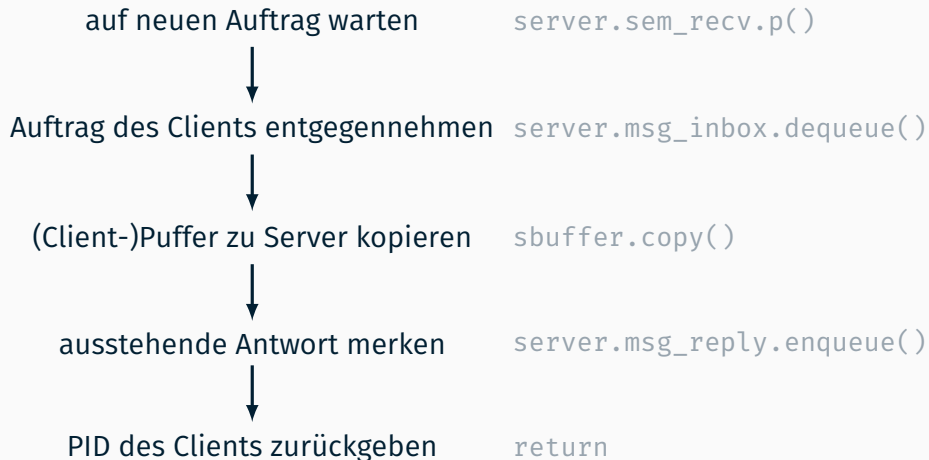 auf neuen Auftrag warten server.sem_recv.p()
Auftrag des Clients entgegennehmen server.msg_inbox.dequeue()
(Client-)Puffer zu Server kopieren sbuffer.copy()
ausstehende Antwort merken server.msg_reply.enqueue()
PID des Clients zurückgeben return